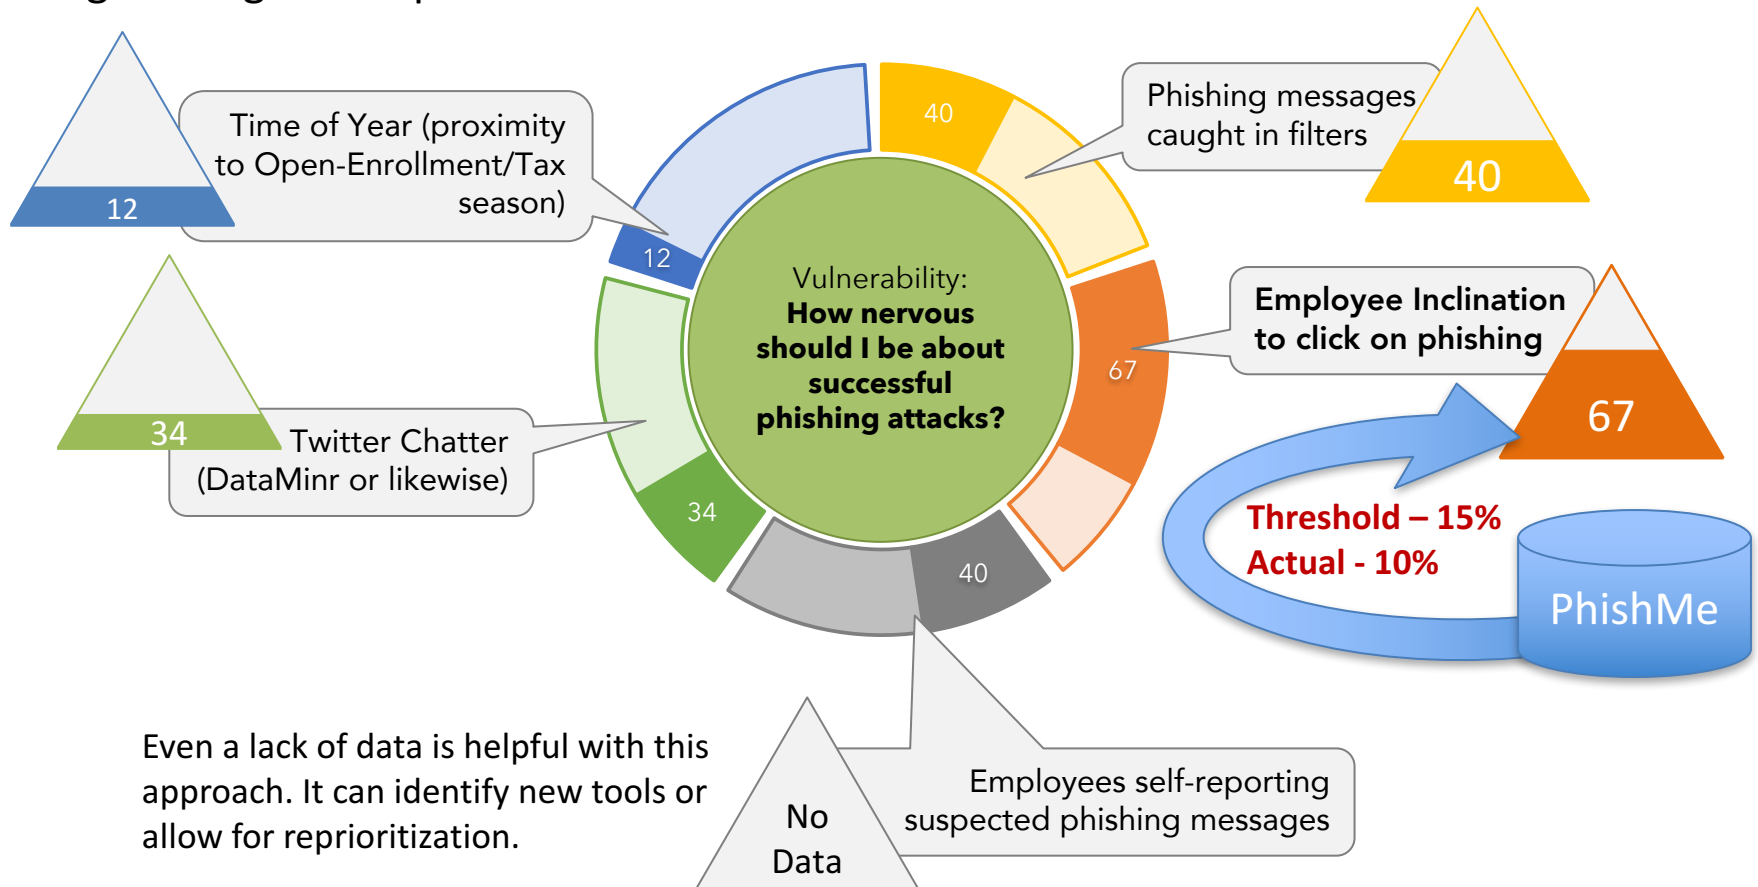 40
Phishing messages
caught in filters
40
Time of Year (proximity
to Open-Enrollment/Tax
season)
12
12
Vulnerability:
How nervous
should I be about
successful
phishing attacks?
Employee Inclination
to click on phishing
67
67
34
Twitter Chatter
(DataMinr or likewise)
34
40
Threshold – 15%
Actual - 10%
PhishMe
Even a lack of data is helpful with this
approach. It can identify new tools or
allow for reprioritization.
No
Data
Employees self-reporting
suspected phishing messages